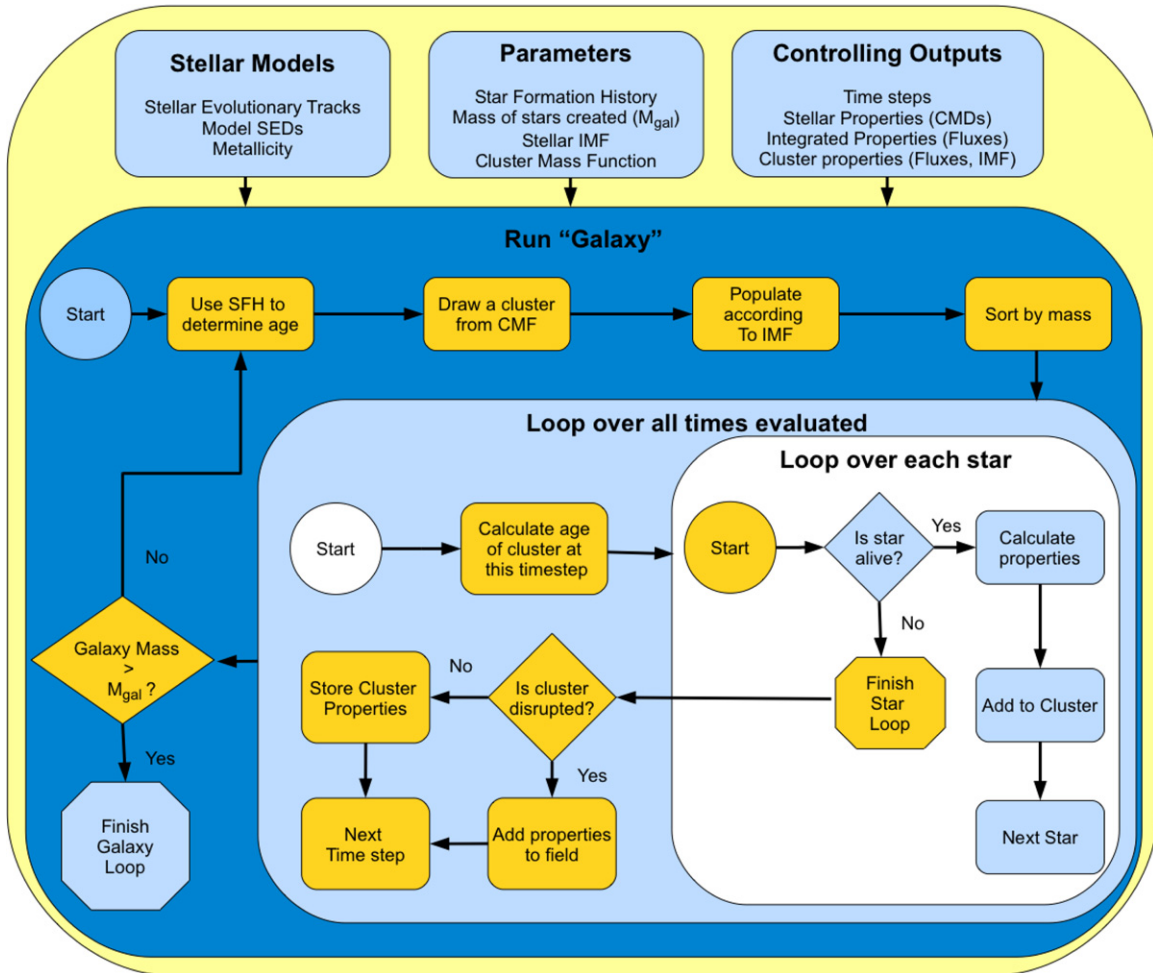 Stellar Models
Stellar Evolutionary Tracks
Model SEDs
Metallicity
Parameters
Star Formation History
Mass of stars created (Mgal)
Stellar IMF
Cluster Mass Function
Controlling Outputs
Time steps
Stellar Properties (CMDs)
Integrated Properties (Fluxes)
Cluster properties (Fluxes, IMF)
Run “Galaxy”
Start
Use SFH to
determine age
Draw a cluster
from CMF
Populate
according
To IMF
Sort by mass
Loop over all times evaluated
Start
Calculate age
of cluster at
this timestep
Loop over each star
Start
Is star
alive?
Yes
Calculate
properties
No
Finish
Star
Loop
Add to Cluster
Next Star
Is cluster
disrupted?
No
Store Cluster
Properties
Yes
Add properties
to field
Next
Time step
Galaxy Mass
>
Mgal ?
No
Yes
Finish
Galaxy
Loop